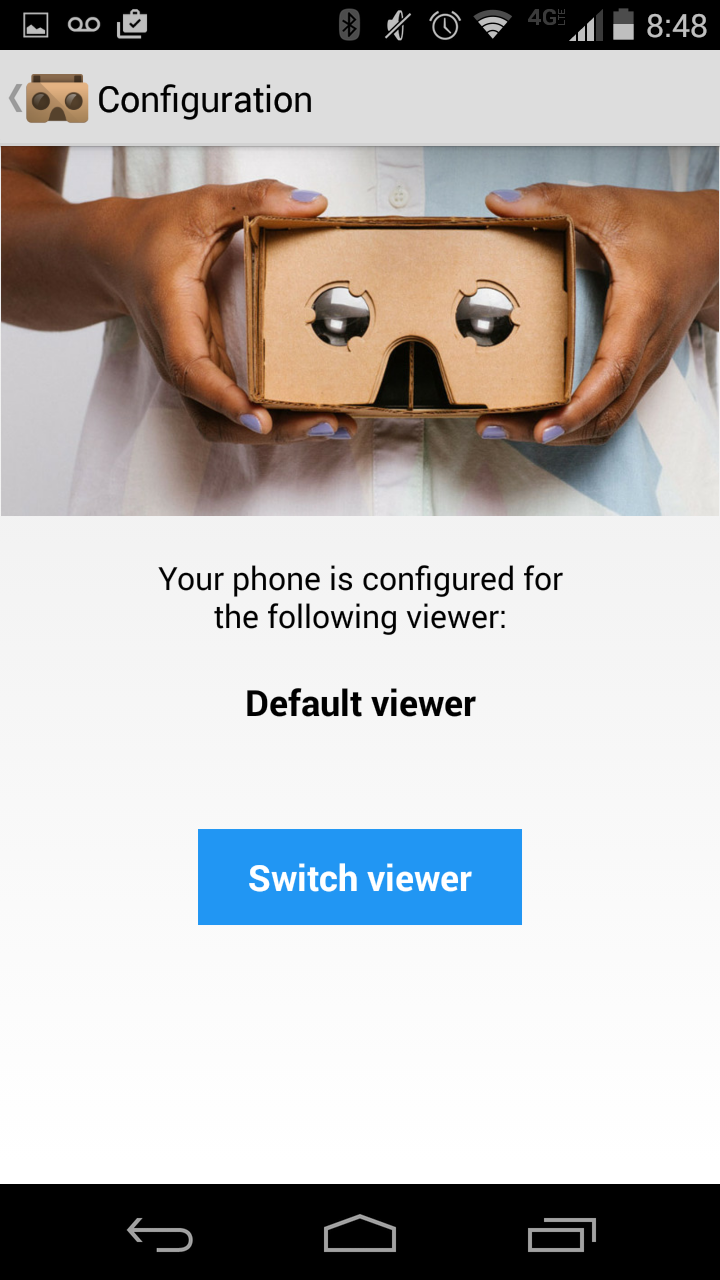 4G LTE 8:48
Configuration
Your phone is configured for
the following viewer:
Default viewer
Switch viewer